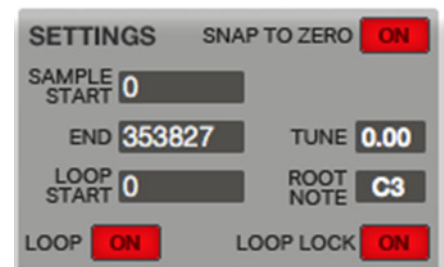 SETTINGS SNAP TO ZERO ON
SAMPLE START 0
END 353827 TUNE 0.00
LOOP START 0 ROOT NOTE C3
LOOP ON LOOP LOCK ON